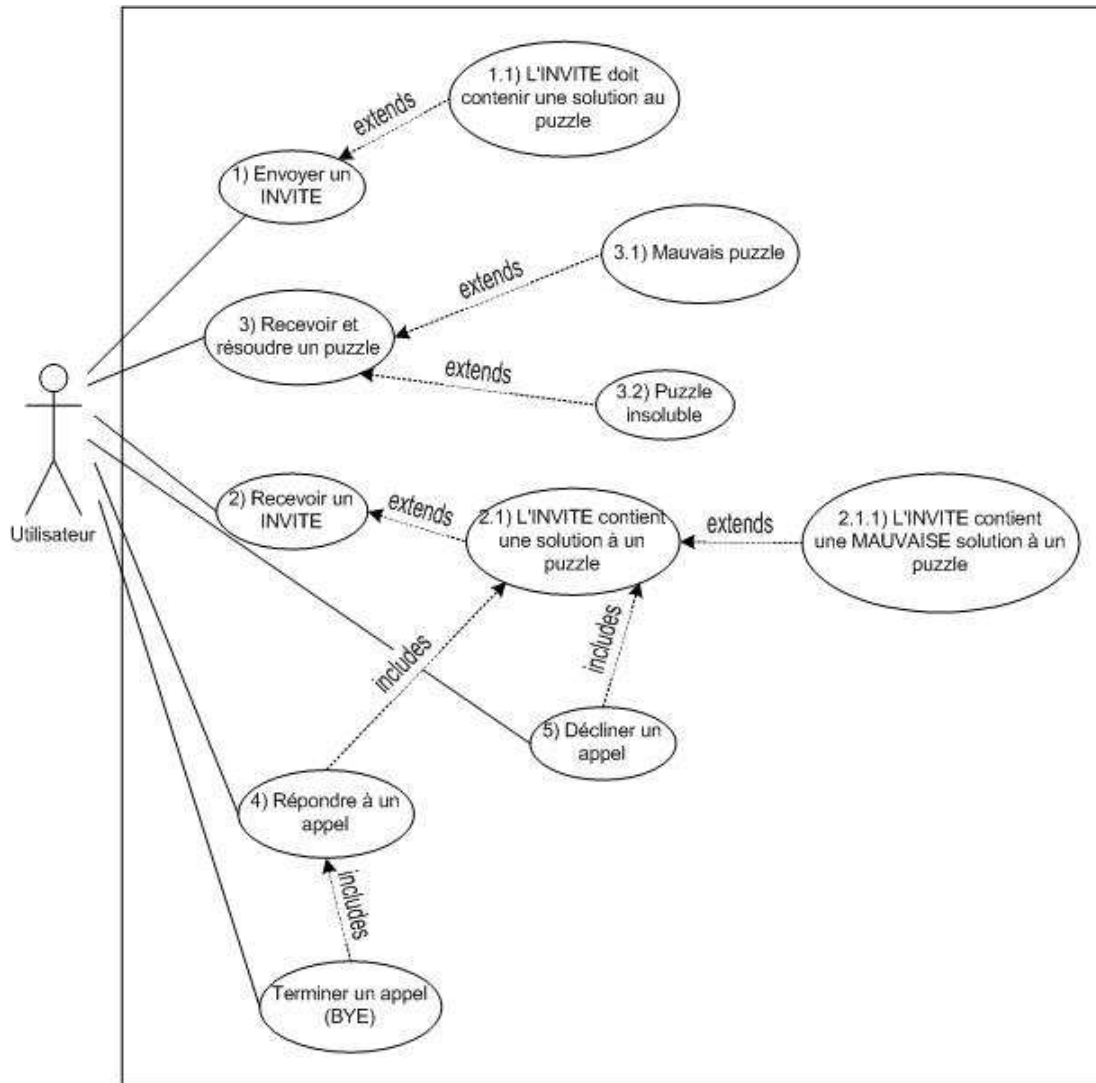 1.1) L'INVITE doit
contenir une solution au
puzzle
extends
1) Envoyer un
INVITE
3.1) Mauvais puzzle
extends
3) Recevoir et
résoudre un puzzle
extends
3.2) Puzzle
insoluble
Utilisateur
2) Recevoir un
INVITE
extends
2.1) L'INVITE contient
une solution à un
puzzle
extends
2.1.1) L'INVITE contient
une MAUVAISE solution à un
puzzle
includes
includes
5) Décliner un
appel
4) Répondre à un
appel
includes
Terminer un appel
(BYE)